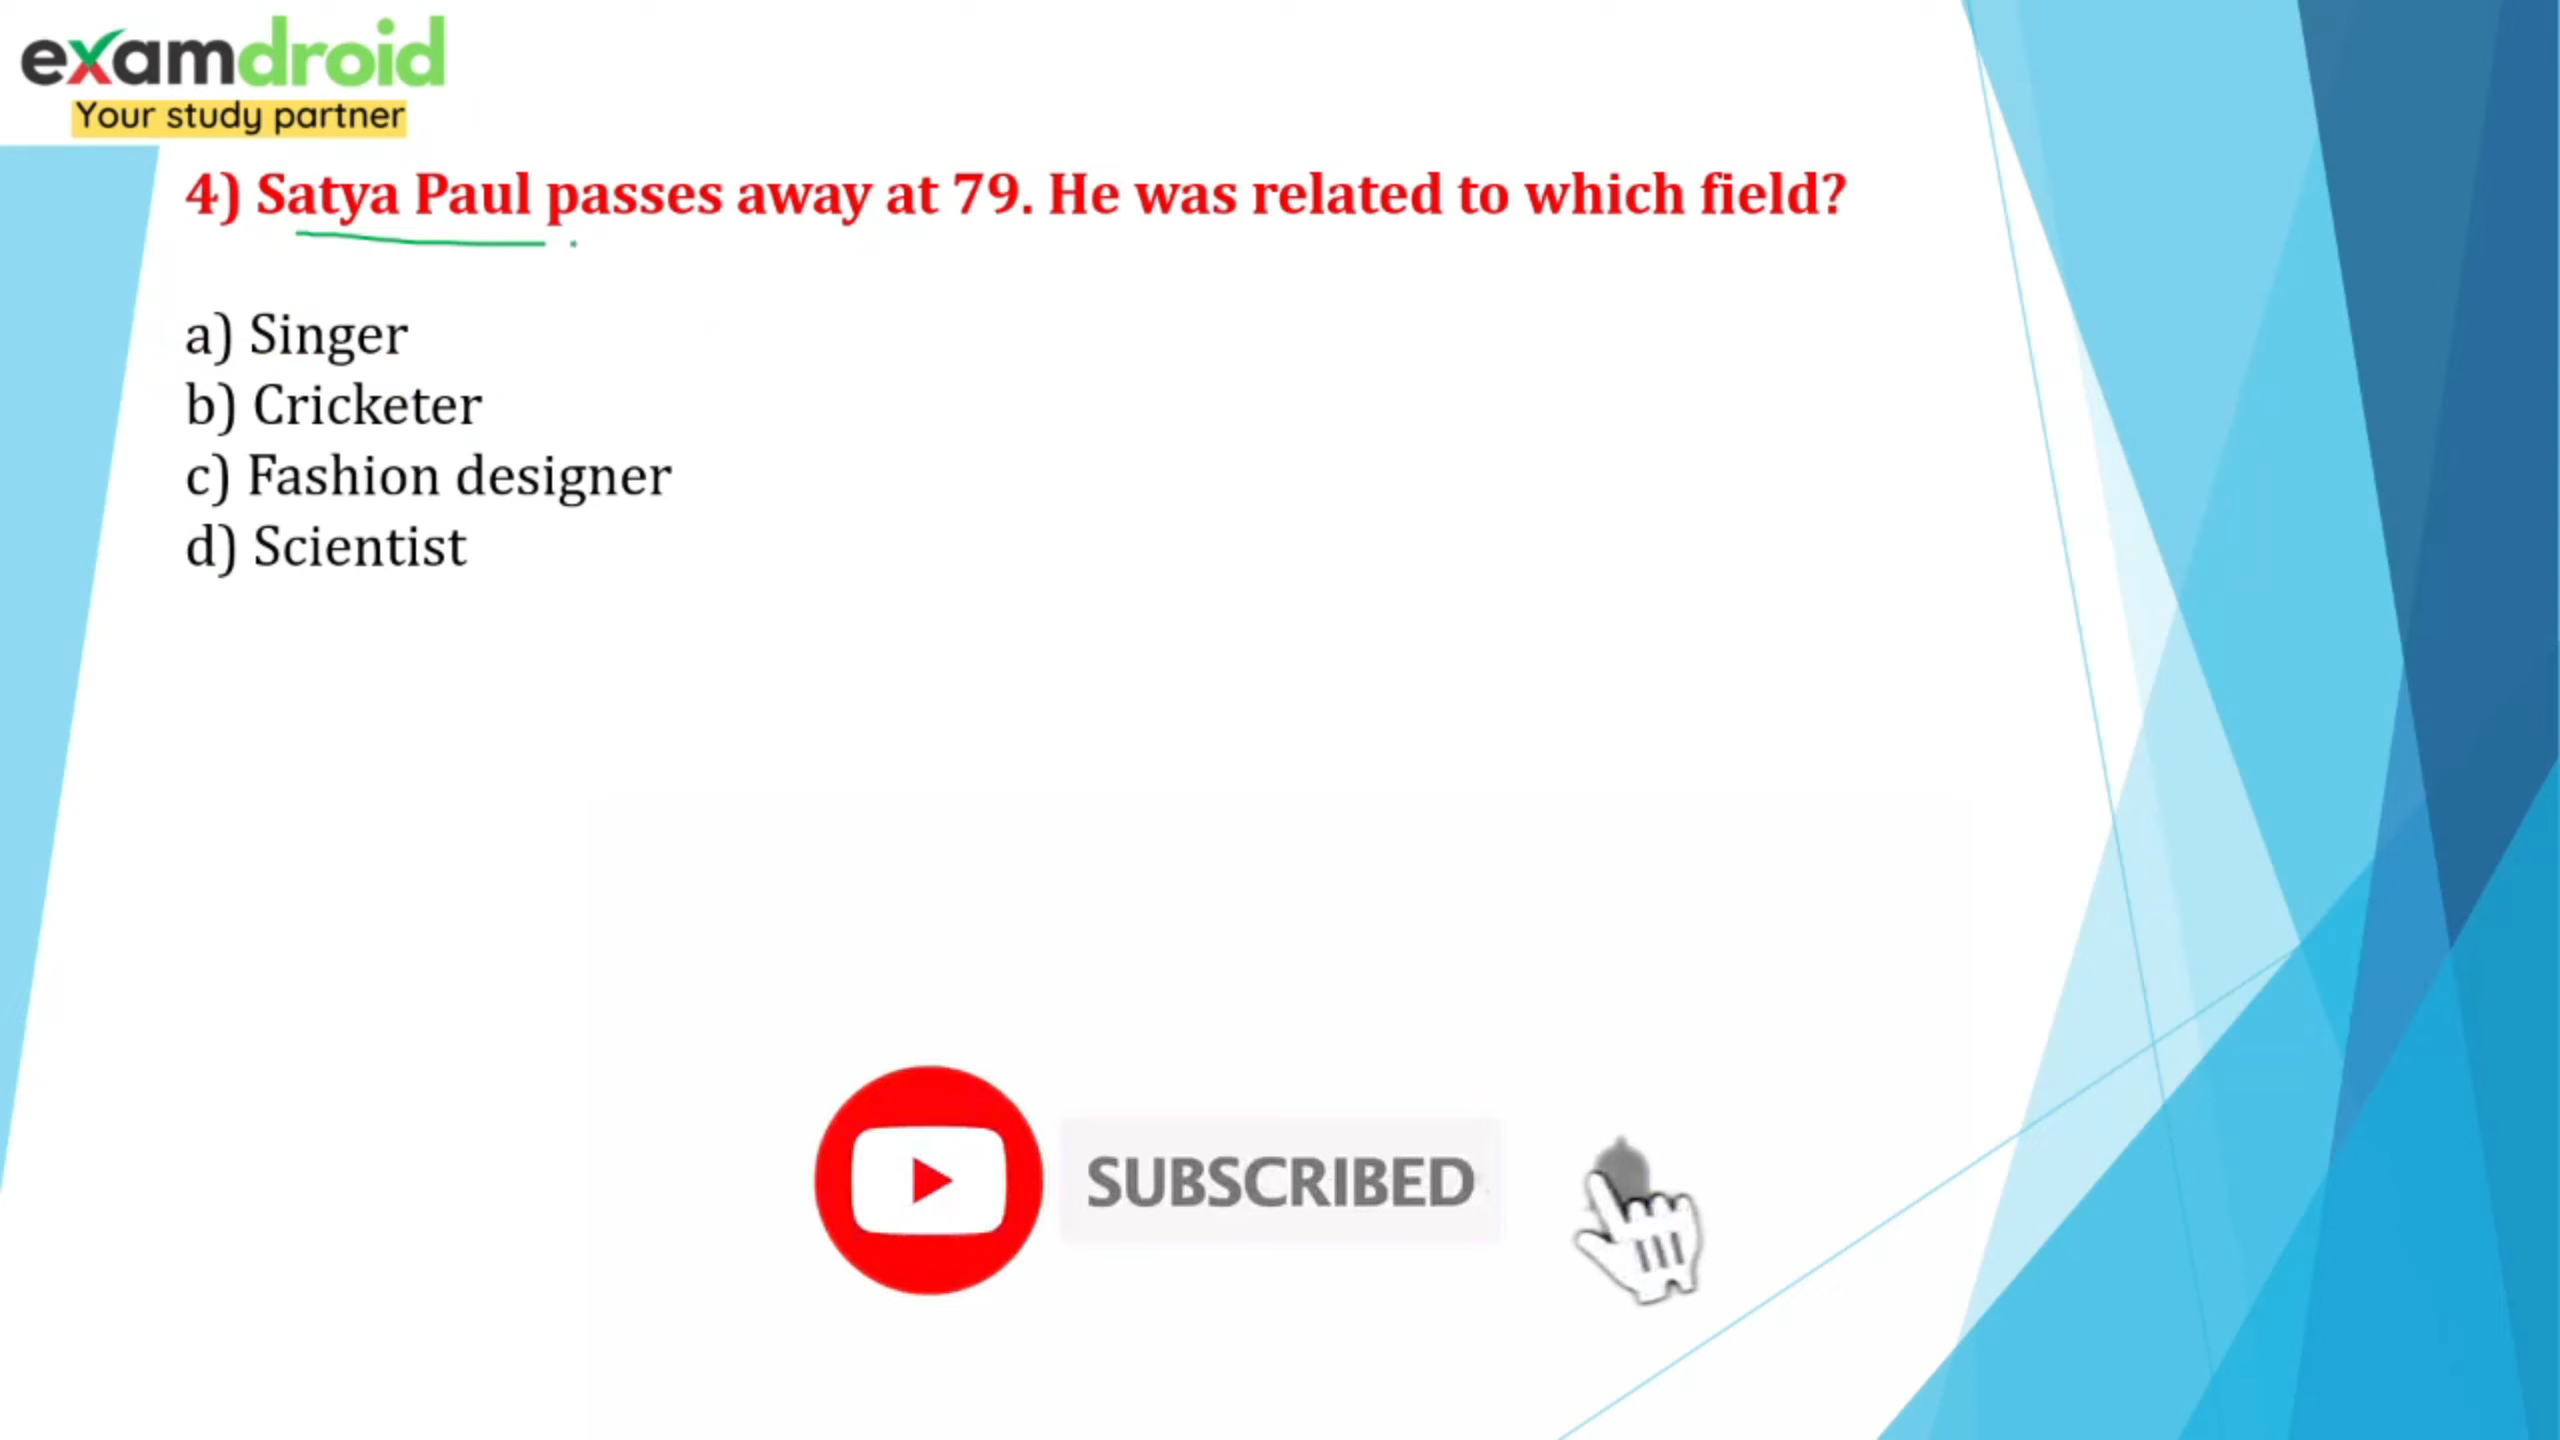 examdroid
Your study partner
4) Satya Paul passes away at 79. He was related to which field?
a) Singer
b) Cricketer
c) Fashion designer
d) Scientist
SUBSCRIBED